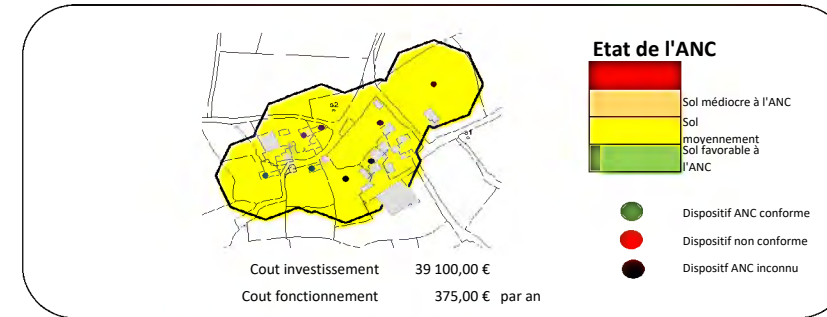 Etat de l'ANC
Sol médiocre à l'ANC
Sol
moyennement
Sol favorable à
l'ANC
Dispositif ANC conforme
Dispositif non conforme
Dispositf ANC inconnu
Cout investissement 39 100,00 €
Cout fonctionnement 375,00 € par an